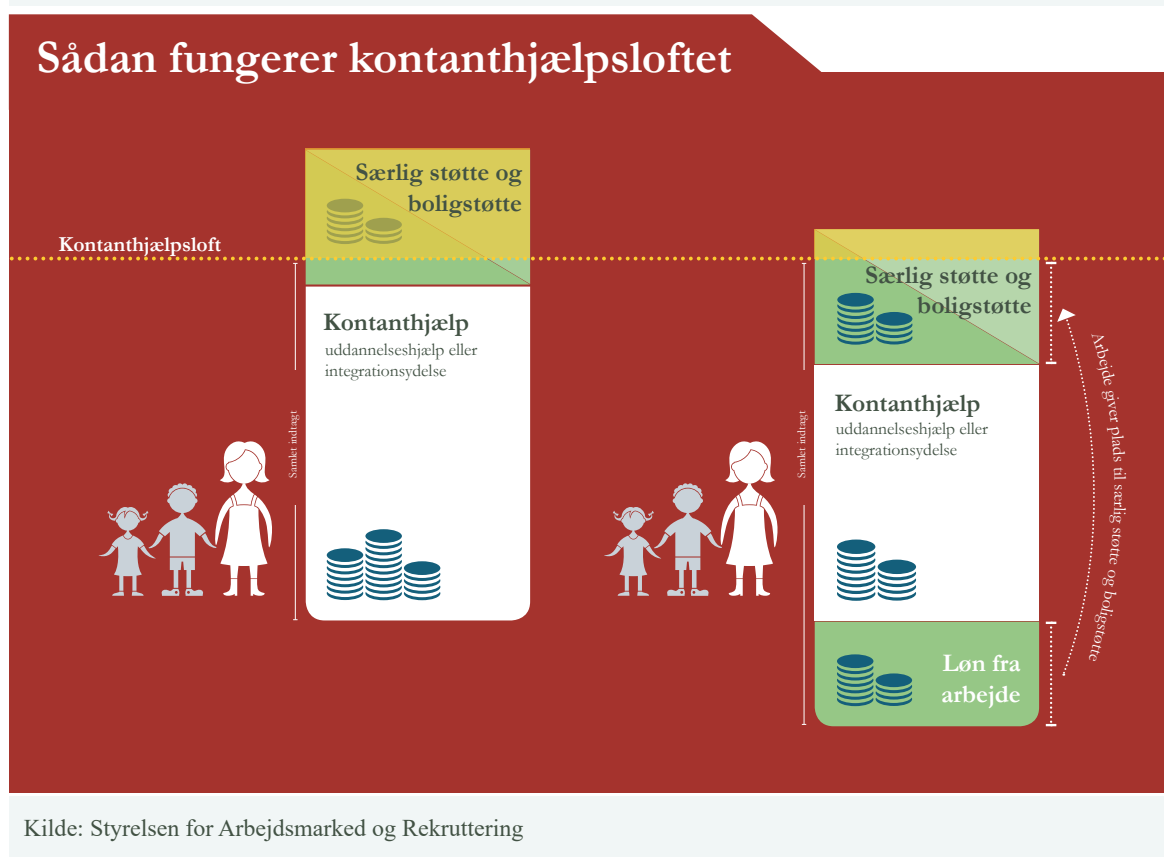 Sådan fungerer kontanthjælpsloftet
Kontanthjælpsloft
Særlig støtte og
boligstøtte
Kontanthjælp
uddannelseshjælp eller
integrationsydelse
Samlet indtægt
Særlig støtte og
boligstøtte
Kontanthjælp
uddannelseshjælp eller
integrationsydelse
Samlet indtægt
Løn fra
arbejde
Arbejde giver plads til særlig støtte og boligstøtte
Kilde: Styrelsen for Arbejdsmarked og Rekruttering